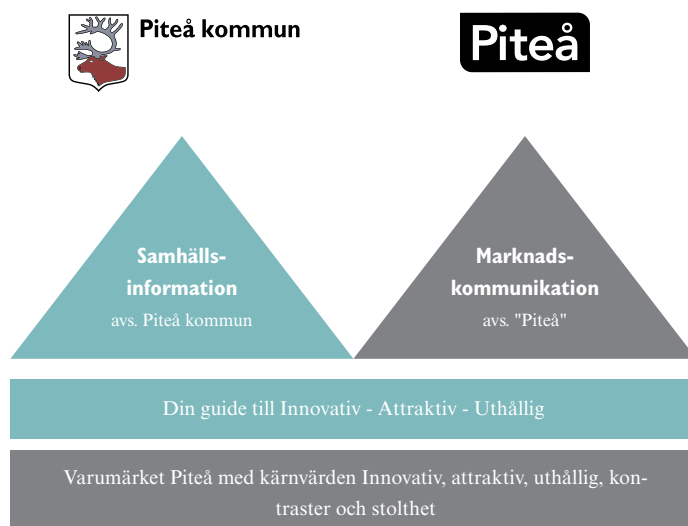 Piteå kommun
Piteå
Samhälls-
information
avs. Piteå kommun
Marknads-
kommunikation
avs. "Piteå"
Din guide till Innovativ - Attraktiv - Uthållig
Varumärket Piteå med kärnvärden Innovativ, attraktiv, uthållig, kon-
traster och stolthet